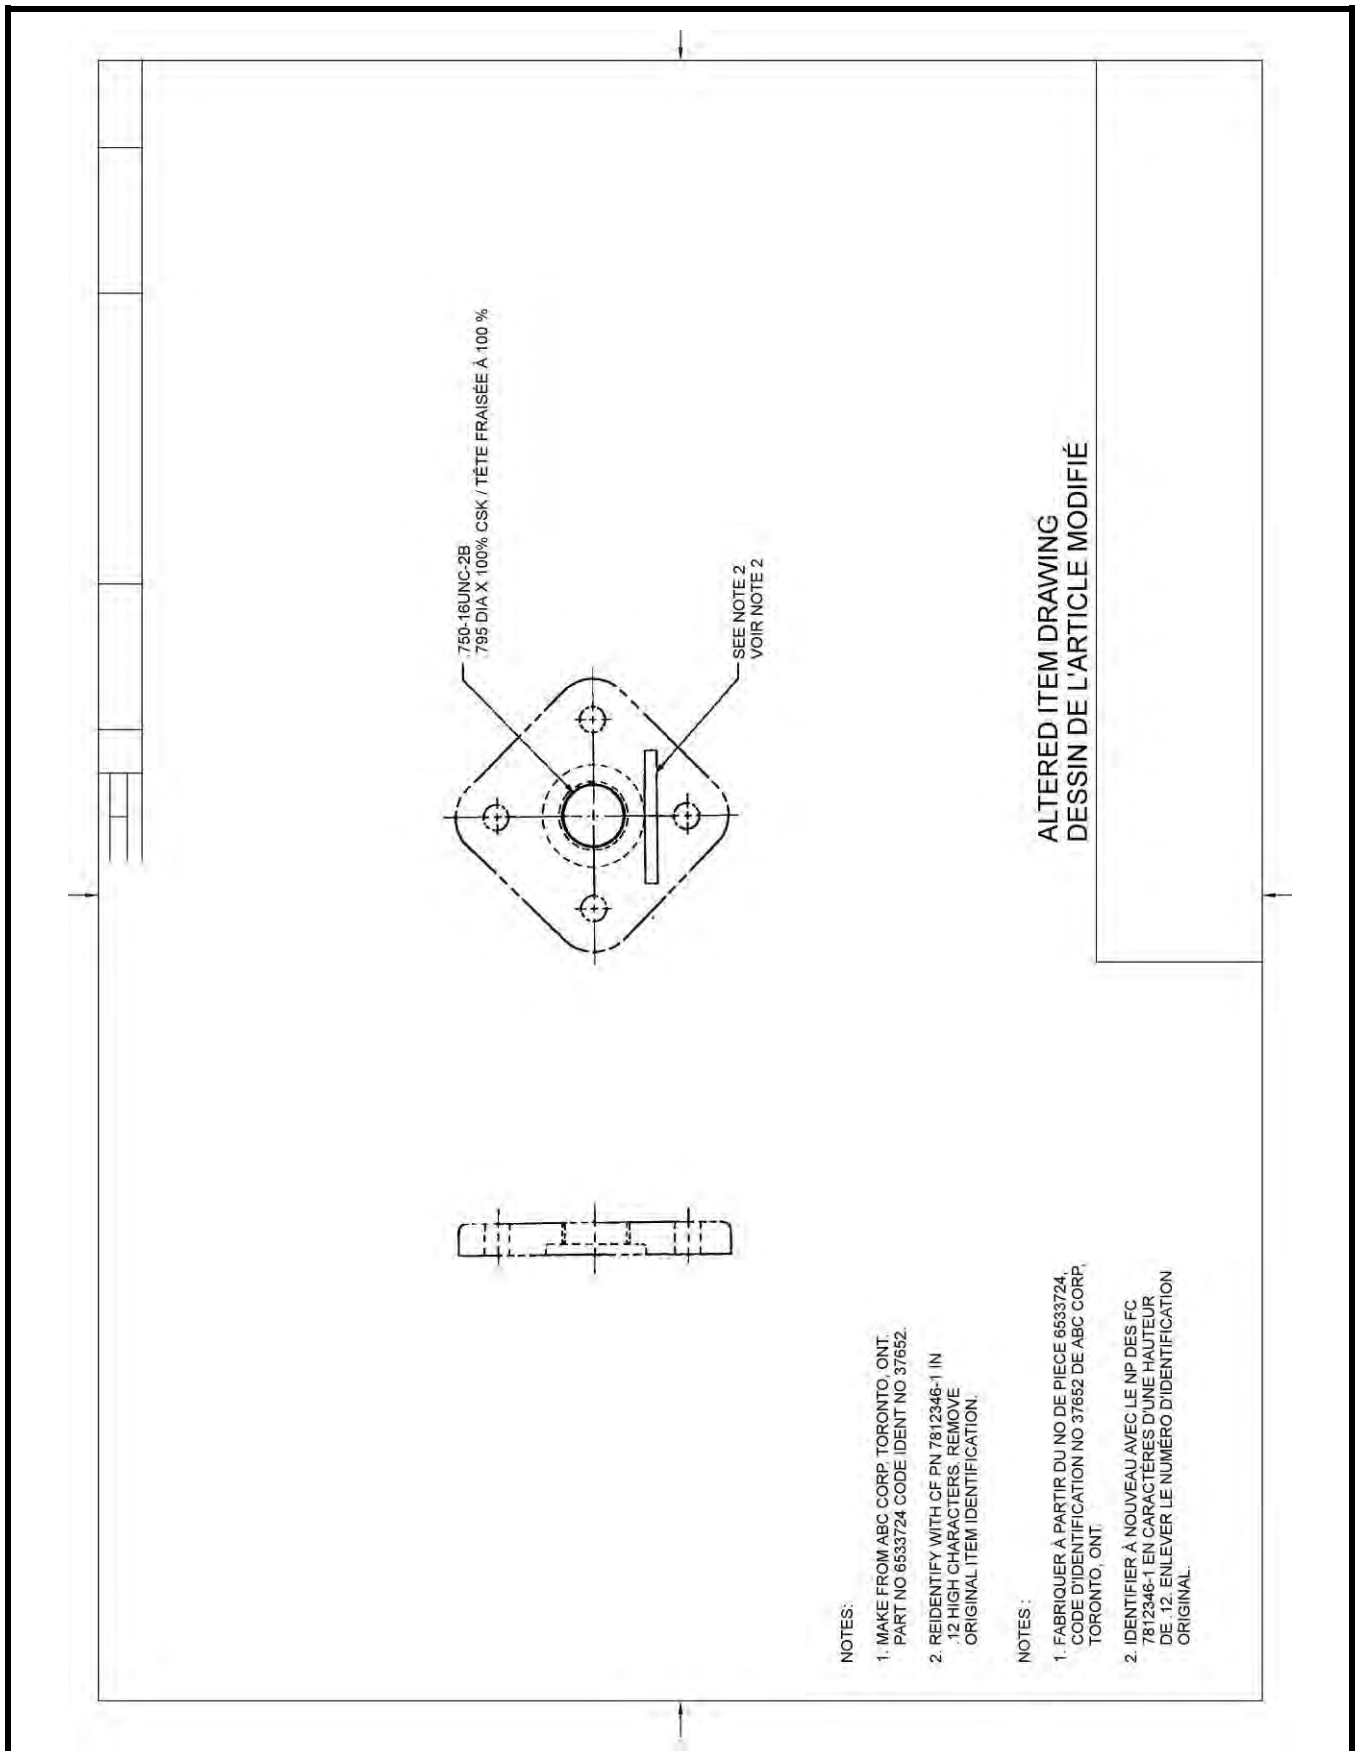 .750-16UNC-2B
.795 DIA X 100% CSK / TÊTE FRAISÉE À 100 %
SEE NOTE 2
VOIR NOTE 2
ALTERED ITEM DRAWING
DESSIN DE L'ARTICLE MODIFIÉ
NOTES:
1. MAKE FROM ABC CORP, TORONTO, ONT.
PART NO 6533724 CODE IDENT NO 37652.
2. REIDENTIFY WITH CF PN 7812346-1 IN
.12 HIGH CHARACTERS. REMOVE
ORIGINAL ITEM IDENTIFICATION.
NOTES :
1. FABRIQUER À PARTIR DU NO DE PIÈCE 6533724,
CODE D'IDENTIFICATION NO 37652 DE ABC CORP,
TORONTO, ONT.
2. IDENTIFIER À NOUVEAU AVEC LE NP DES FC
7812346-1 EN CARACTÈRES D'UNE HAUTEUR
DE .12. ENLEVER LE NUMÉRO D'IDENTIFICATION
ORIGINAL.